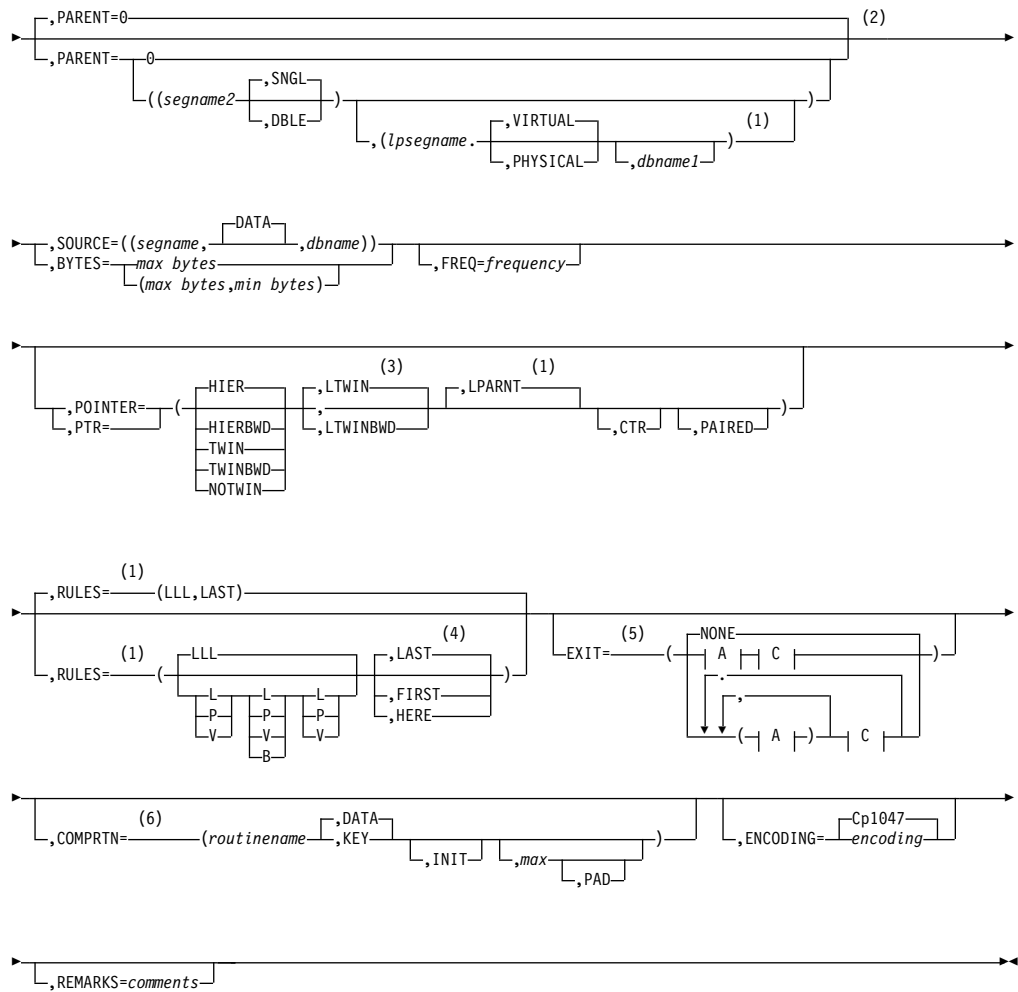 ,PARENT=0 (2)
,PARENT= 0
((segname2 ,SNGL )
,DBLE
,(lpsegname. ,VIRTUAL ) (1) )
,PHYSICAL ,dbname1
,SOURCE=((segname, DATA ,dbname))
,BYTES= max bytes
(max bytes,min bytes)
,FREQ=frequency
(3) (1)
,POINTER= ( HIER ,LTWIN ,LPARNT )
,PTR= HIERBWD , ,CTR ,PAIRED
TWIN ,LTWINBWD
TWINBWD
NOTWIN
(1)
,RULES= (LLL,LAST)
(1) (4)
,RULES= ( LLL ,LAST )
L L L ,FIRST
P P P ,HERE
V V V
B
(5)
EXIT= ( NONE )
A C
.
,
( A ) C
(6)
,COMPRTN= (routinename ,DATA )
,KEY ,INIT ,max ,PAD
,ENCODING= Cp1047
encoding
,REMARKS=comments